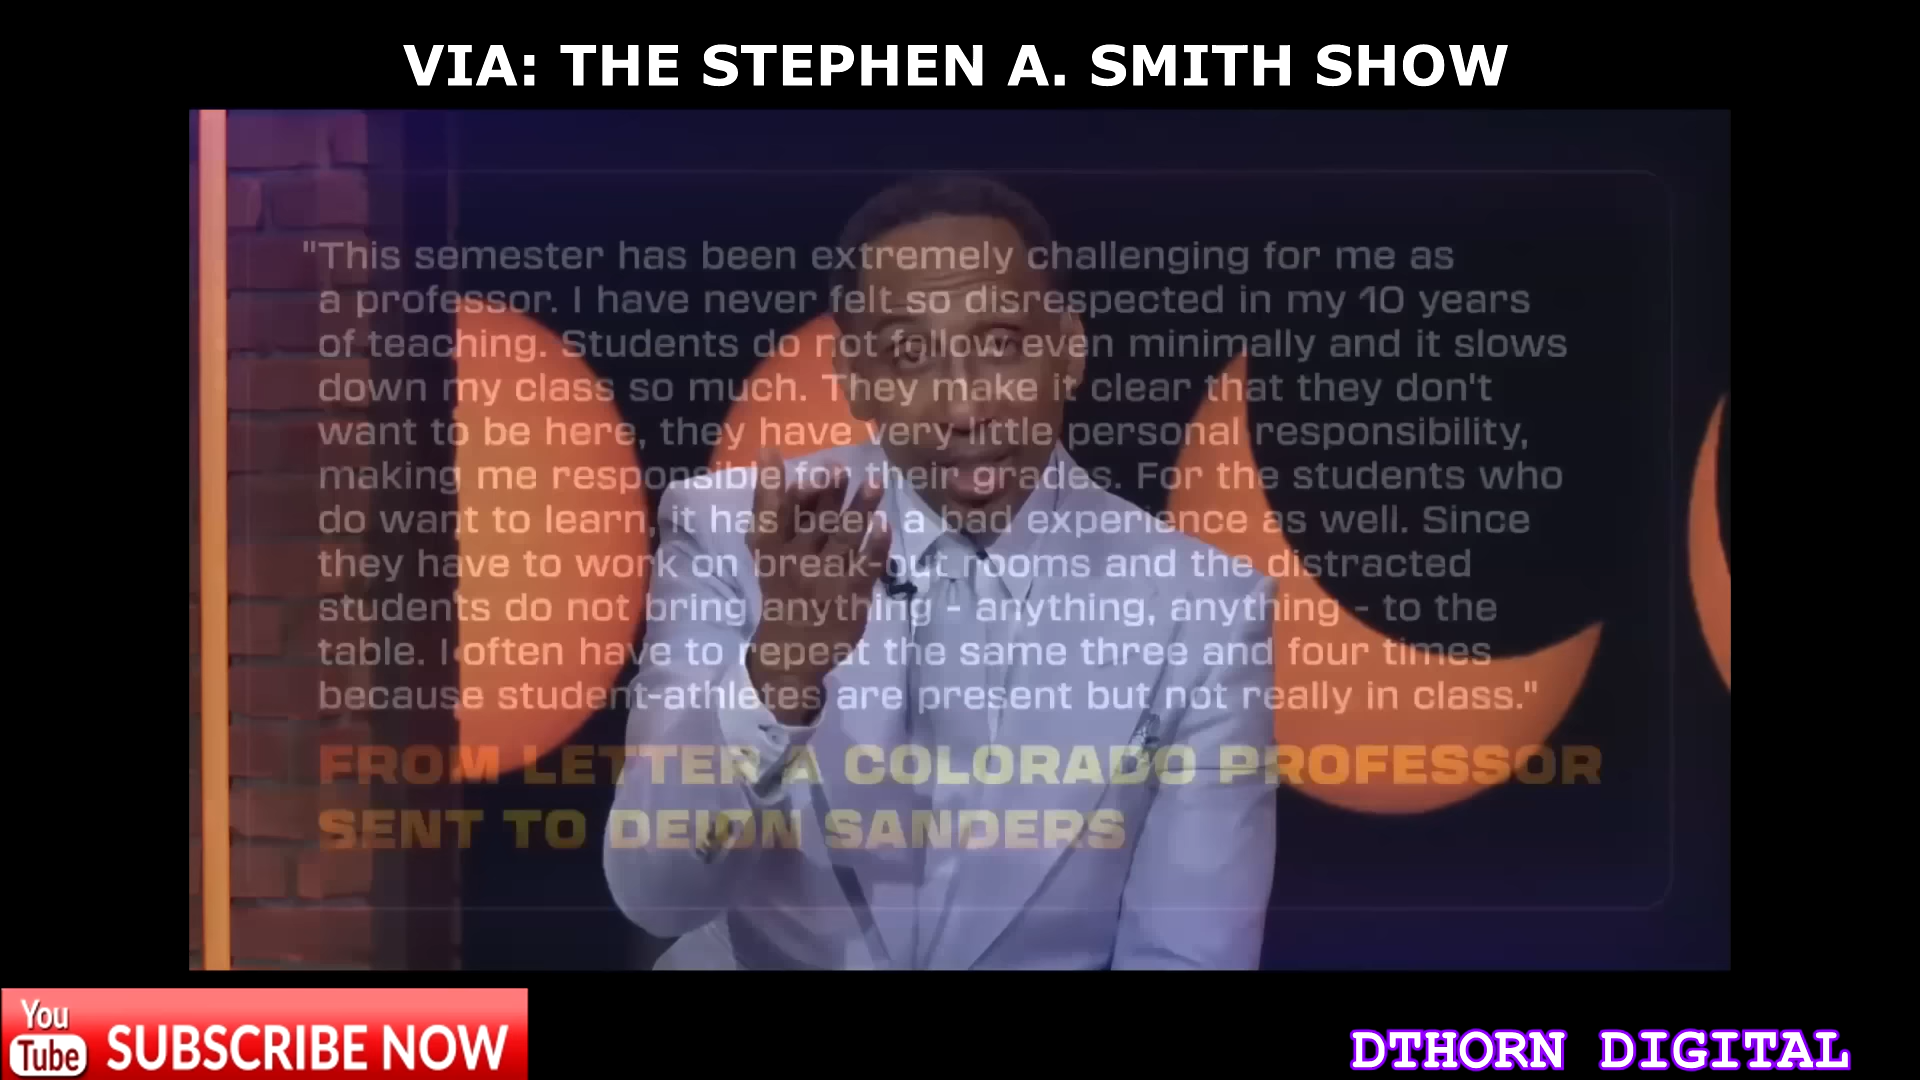 VIA: THE STEPHEN A. SMITH SHOW
"This semester has been extremely challenging for me as
a professor. I have never felt so disrespected in my 10 years
of teaching. Students do not follow even minimally and it slows
down my class so much. They make it clear that they don't
want to be here, they have very little personal responsibility,
making me responsible for their grades. For the students who
do want to learn, it has been a bad experience as well. Since
they have to work on break-out rooms and the distracted
students do not bring anything - anything, anything - to the
table. I often have to repeat the same three and four times
because student-athletes are present but not really in class."
FROM LETTER A COLORADO PROFESSOR
SENT TO DEION SANDERS
You
Tube SUBSCRIBE NOW
DTHORN DIGITAL